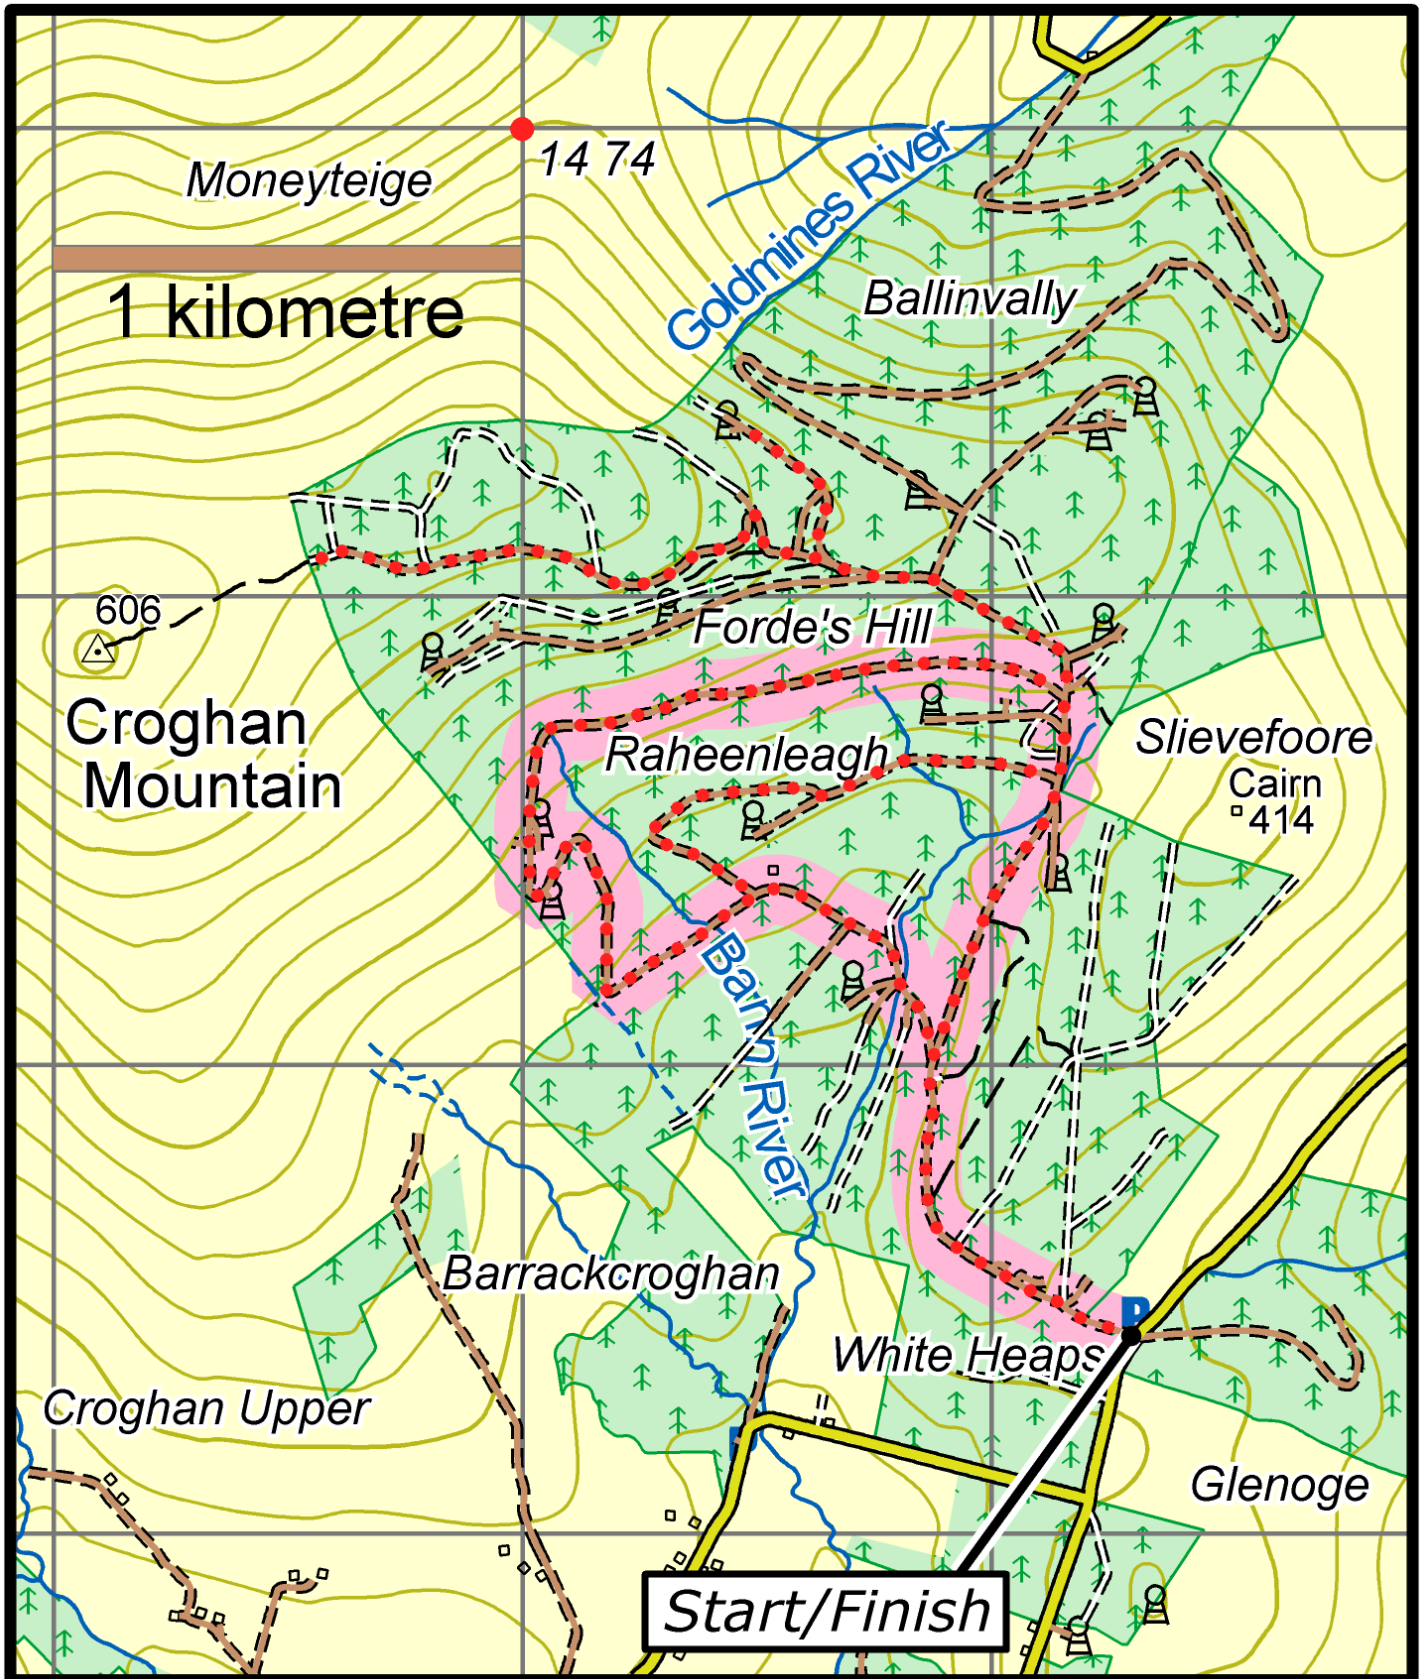 14 74
Moneyteige
Goldmines River
1 kilometre
Ballinvally
606
Forde's Hill
Croghan
Mountain
Raheenleagh
Slievefoore
Cairn
414
Barin River
P
Barrackcroghan
White Heaps
Croghan Upper
P
Glenoge
Start/Finish